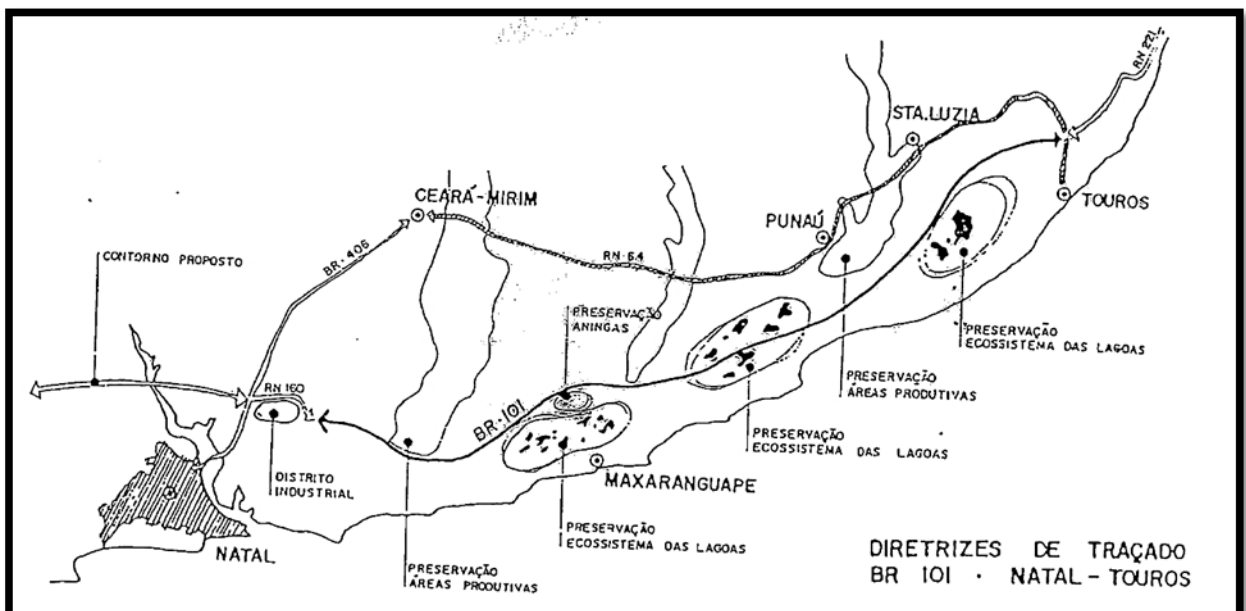 RN 221
STA.LUZIA
CEARÁ-MIRIM
TOUROS
PUNAÚ
CONTORNO PROPOSTO
BR-406
RN-64
PRESERVAÇÃO
ANINGAS
PRESERVAÇÃO
ECOSSISTEMA DAS LAGOAS
PRESERVAÇÃO
ÁREAS PRODUTIVAS
RN 160
BR-101
PRESERVAÇÃO
ECOSSISTEMA DAS LAGOAS
DISTRITO
INDUSTRIAL
MAXARANGUAPE
NATAL
PRESERVAÇÃO
ECOSSISTEMA DAS LAGOAS
PRESERVAÇÃO
ÁREAS PRODUTIVAS
DIRETRIZES DE TRAÇADO
BR 101 · NATAL-TOUROS